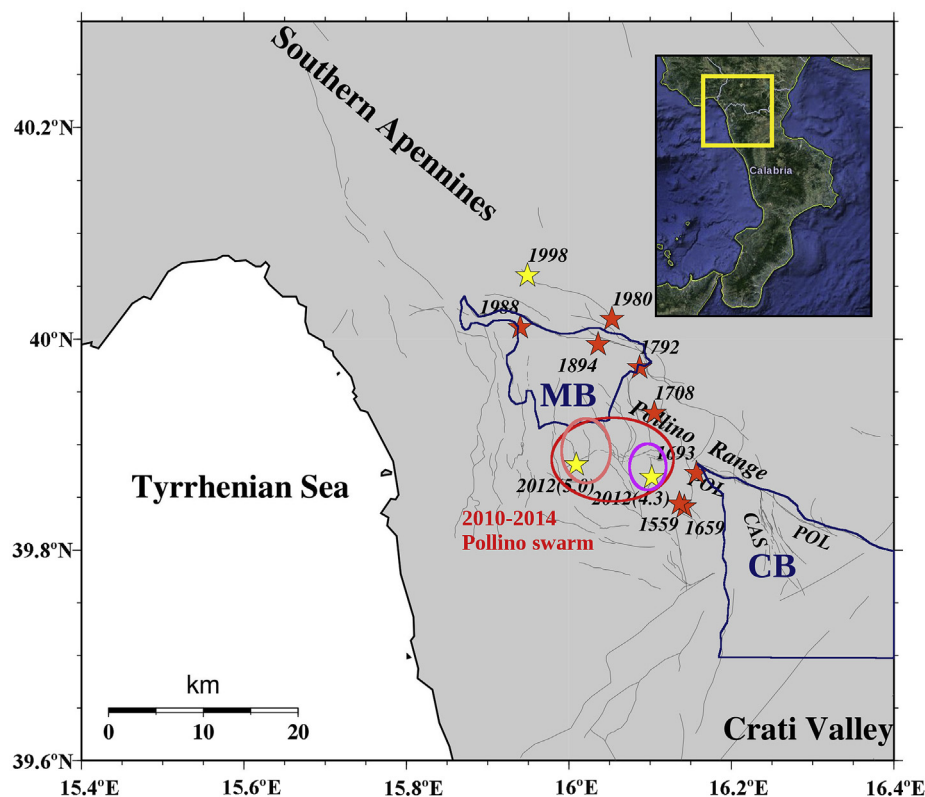 Southern Apennines
40.2°N
Calabria
1998
1988
1980
40°N
1894
1792
MB
1708
Pollino Range
1693
Tyrrhenian Sea
2012(5.0)
2012(4.3)
POL
2010-2014
Pollino swarm
1559
1659
CAS
POL
39.8°N
CB
km
0 10 20
Crati Valley
39.6°N
15.4°E 15.6°E 15.8°E 16°E 16.2°E 16.4°E